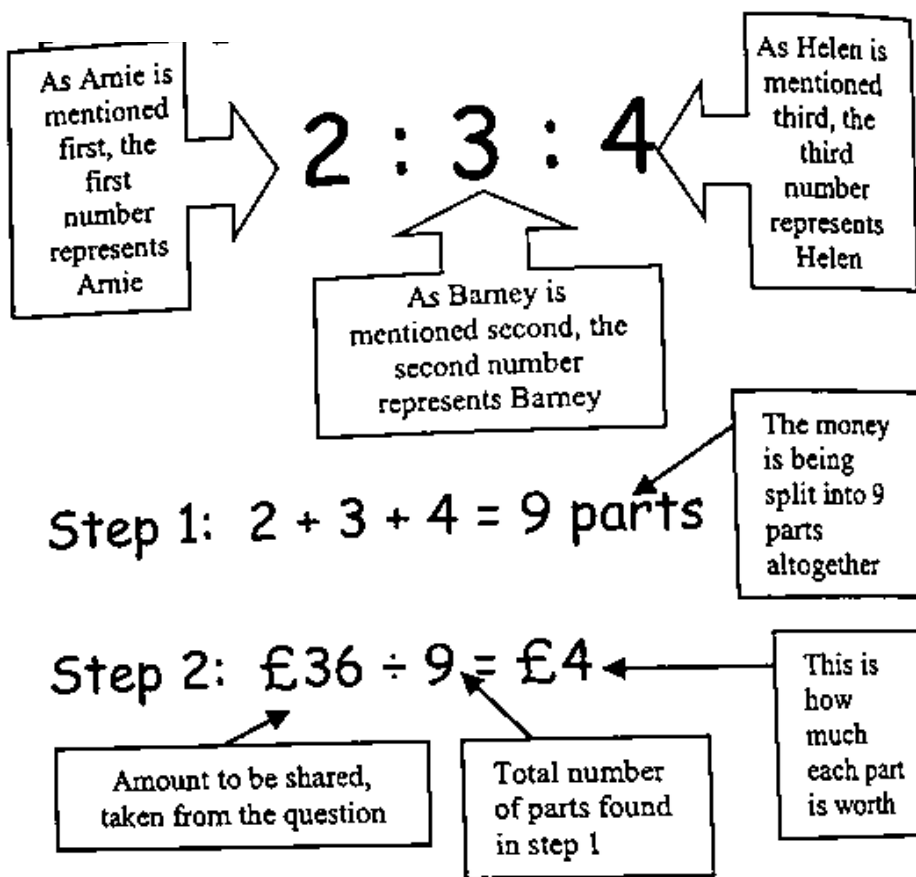 As Arnie is
mentioned
first, the
first
number
represents
Arnie
2 : 3 : 4
As Helen is
mentioned
third, the
third
number
represents
Helen
As Barney is
mentioned second, the
second number
represents Barney
The money
is being
split into 9
parts
altogether
Step 1: 2 + 3 + 4 = 9 parts
Step 2: £36 ÷ 9 = £4
This is
how
much
each part
is worth
Amount to be shared,
taken from the question
Total number
of parts found
in step 1